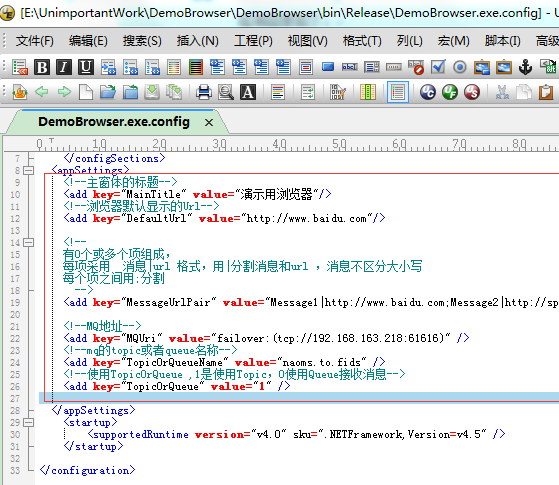 [E:\UnimportantWork\DemoBrowser\DemoBrowser\bin\Release\DemoBrowser.exe.config] - U
文件(F) 编辑(E) 搜索(S) 插入(N) 工程(P) 视图(V) 格式(T) 列(L) 宏(M) 脚本(I) 高级
B I U
DemoBrowser.exe.config ×
0 10 20 30 40 50 60 70 80
7 </configSections>
8 <appSettings>
9 <!--主窗体的标题-->
10 <add key="MainTitle" value="演示用浏览器"/>
11 <!--浏览器默认显示的Url-->
12 <add key="DefaultUrl" value="http://www.baidu.com"/>
13
14 <!--
15 有0个或多个项组成,
16 每项采用 消息|url 格式, 用|分割消息和url , 消息不区分大小写
17 每个项之间用;分割
18 -->
19 <add key="MessageUrlPair" value="Message1|http://www.baidu.com;Message2|http://sp
20
21 <!--MQ地址-->
22 <add key="MQUri" value="failover:(tcp://192.168.163.218:61616)" />
23 <!--mq的topic或者queue名称-->
24 <add key="TopicOrQueueName" value="naoms.to.fids" />
25 <!--使用TopicOrQueue ,1是使用Topic, 0使用Queue接收消息-->
26 <add key="TopicOrQueue" value="1" />
27
28 </appSettings>
29 <startup>
30 <supportedRuntime version="v4.0" sku=".NETFramework,Version=v4.5" />
31 </startup>
32
33 </configuration>